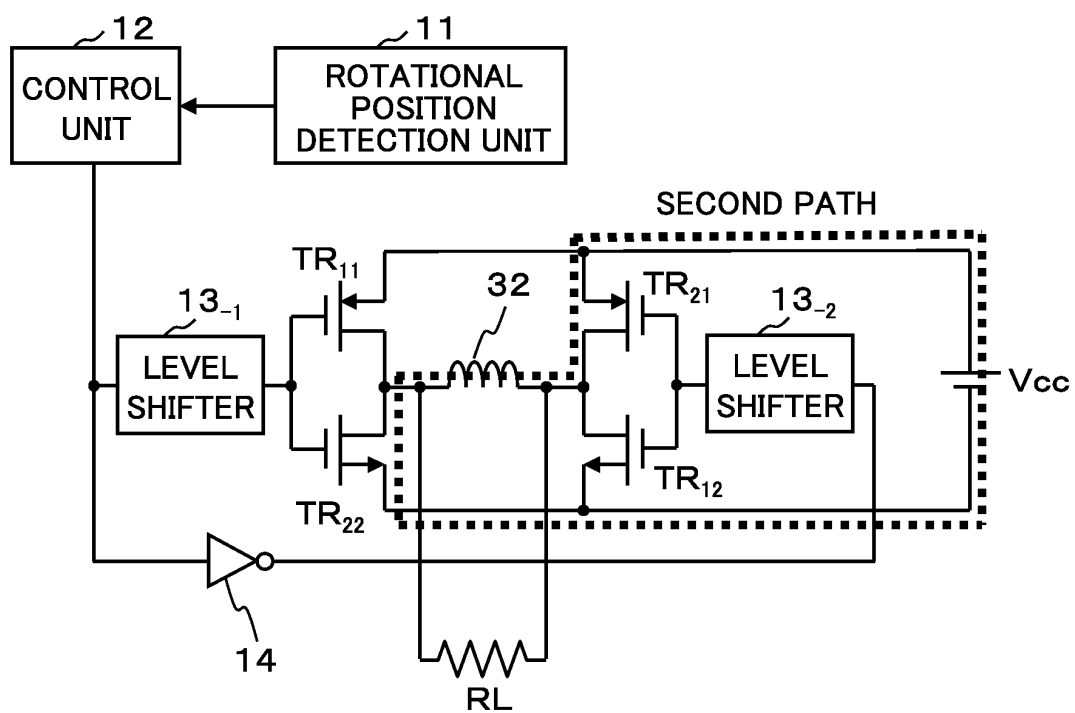 12
11
CONTROL
UNIT
ROTATIONAL
POSITION
DETECTION UNIT
SECOND PATH
TR11
32
TR21
13-1
13-2
LEVEL
SHIFTER
LEVEL
SHIFTER
Vcc
TR22
TR12
14
RL